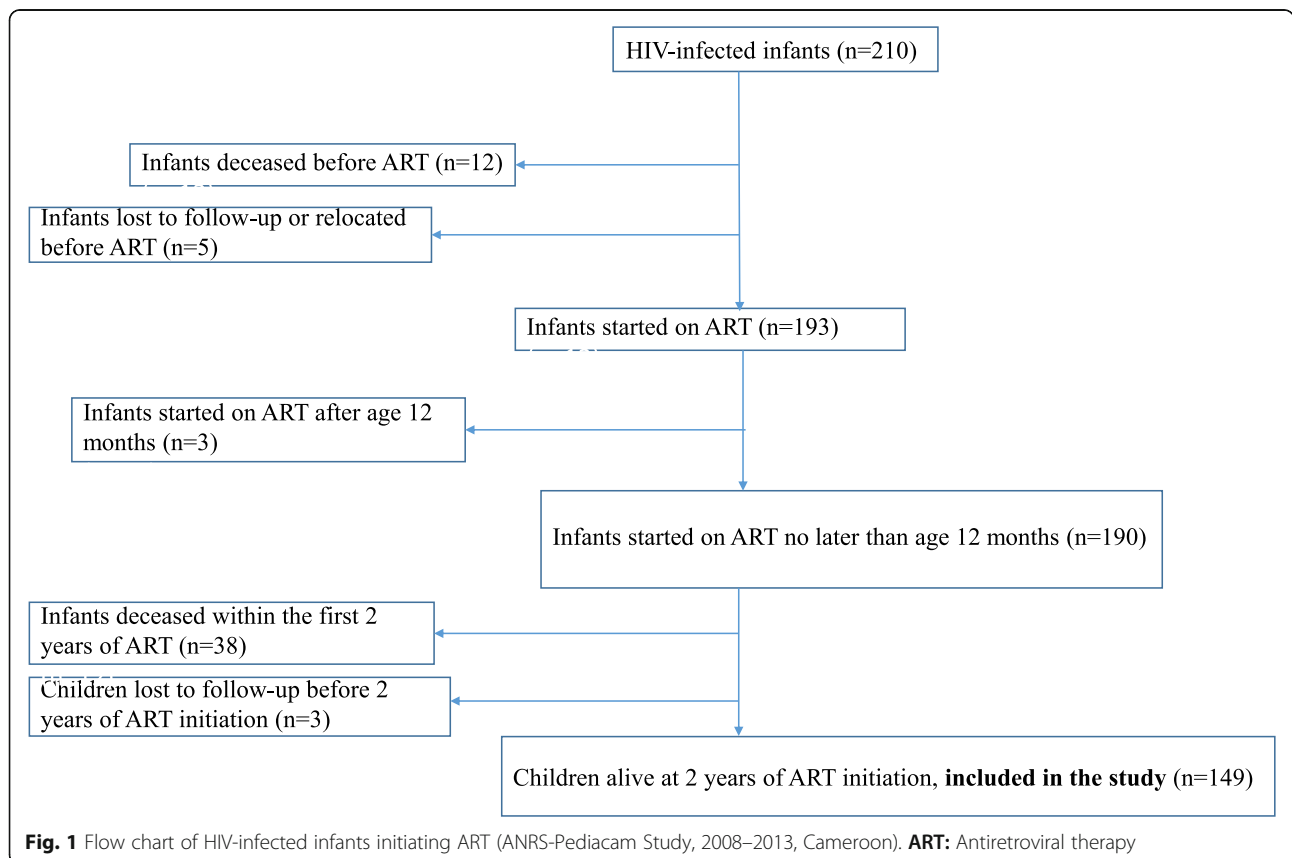 HIV-infected infants (n=210)
Infants deceased before ART (n=12)
Infants lost to follow-up or relocated
before ART (n=5)
Infants started on ART (n=193)
Infants started on ART after age 12
months (n=3)
Infants started on ART no later than age 12 months (n=190)
Infants deceased within the first 2
years of ART (n=38)
Children lost to follow-up before 2
years of ART initiation (n=3)
Children alive at 2 years of ART initiation, included in the study (n=149)
Fig. 1 Flow chart of HIV-infected infants initiating ART (ANRS-Pediacam Study, 2008–2013, Cameroon). ART: Antiretroviral therapy